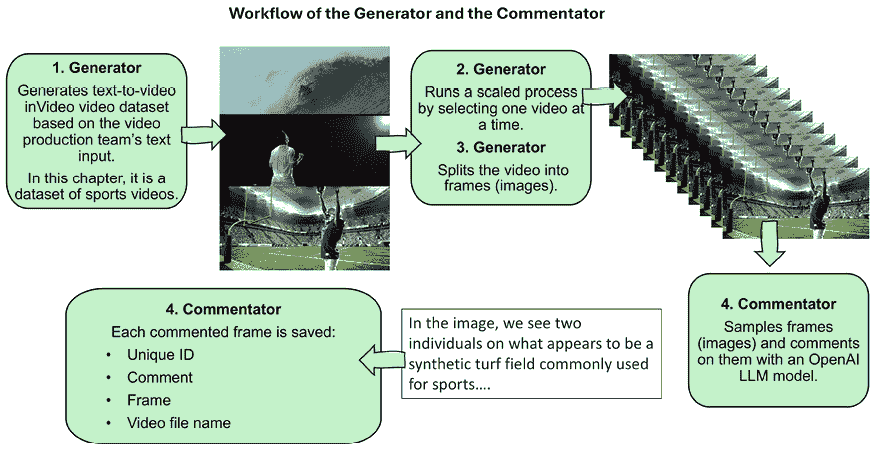 Workflow of the Generator and the Commentator
1. Generator
Generates text-to-video
inVideo video dataset
based on the video
production team's text
input.
In this chapter, it is a
dataset of sports videos.
2. Generator
Runs a scaled process
by selecting one video at
a time.
3. Generator
Splits the video into
frames (images).
4. Commentator
Samples frames
(images) and comments
on them with an OpenAI
LLM model.
In the image, we see two
individuals on what appears to be a
synthetic turf field commonly used
for sports....
4. Commentator
Each commented frame is saved:
• Unique ID
• Comment
• Frame
• Video file name